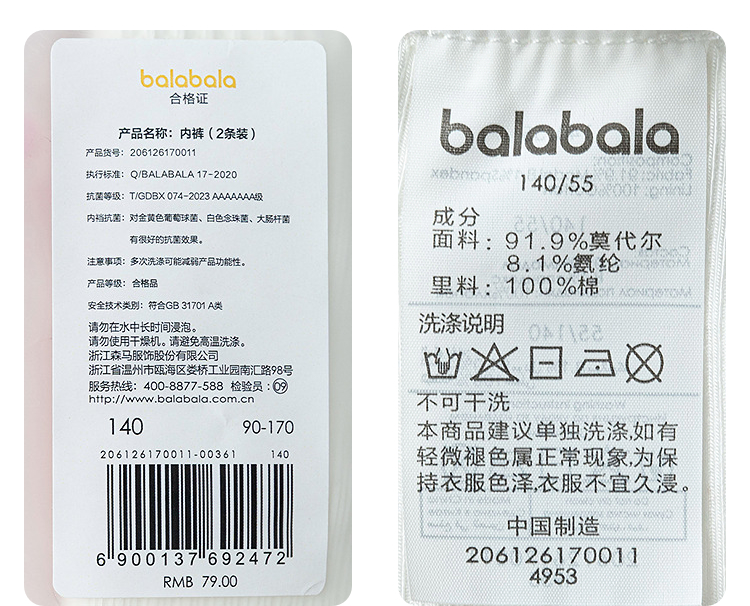 balabala
合格证
产品名称：内裤（2条装）
产品货号：206126170011
执行标准：Q/BALABALA 17-2020
抗菌等级：T/GDBX 074-2023 AAAAAAA级
内裆抗菌：对金黄色葡萄球菌、白色念珠菌、大肠杆菌
有很好的抗菌效果。
注意事项：多次洗涤可能减弱产品功能性。
产品等级：合格品
安全技术类别：符合GB 31701 A类
请勿在水中长时间浸泡。
请勿使用干燥机。请避免高温洗涤。
浙江森马服饰股份有限公司
浙江省温州市瓯海区娄桥工业园南汇路98号
服务热线：400-8877-588 检验员：09
http://www.balabala.com.cn
140 90-170
206126170011-00361 140
6 900137 692472
RMB 79.00
balabala
140/55
成分
面料：91.9%莫代尔
8.1%氨纶
里料：100%棉
洗涤说明
不可干洗
本商品建议单独洗涤,如有
轻微褪色属正常现象,为保
持衣服色泽,衣服不宜久浸。
中国制造
206126170011
4953